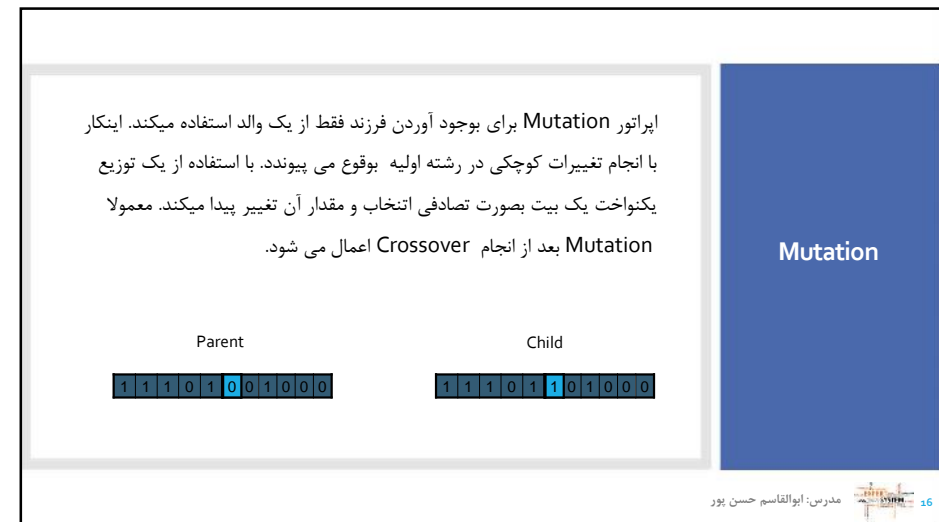 اپراتور Mutation برای بوجود آوردن فرزند فقط از یک والد استفاده میکند. اینکار
با انجام تغییرات کوچکی در رشته اولیه بوقوع می پیوندد. با استفاده از یک توزیع
یکنواخت یک بیت بصورت تصادفی اتنخاب و مقدار آن تغییر پیدا میکند. معمولا
Mutation بعد از انجام Crossover اعمال می شود.
Mutation
Parent
Child
1 1 1 0 1 0 0 1 0 0 0
1 1 1 0 1 1 0 1 0 0 0
مدرس: ابوالقاسم حسن پور
16